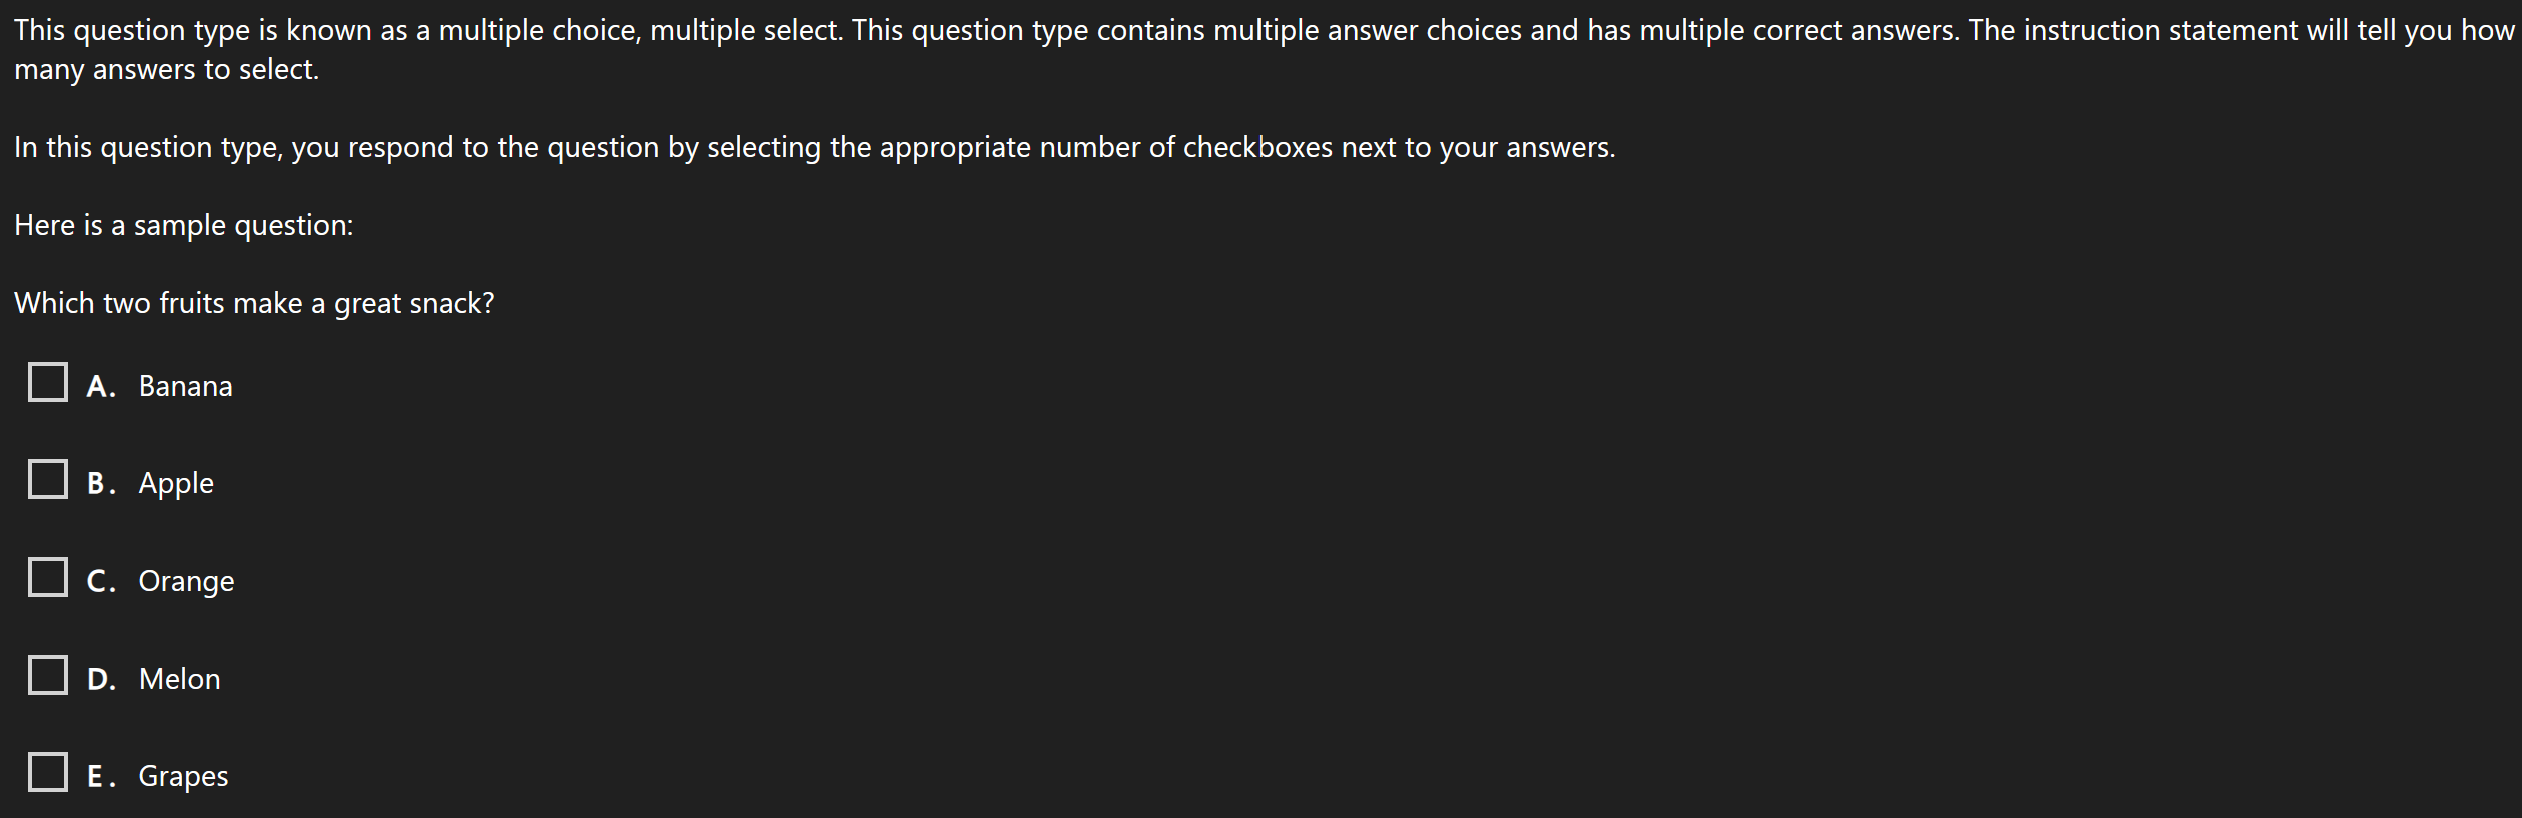 This question type is known as a multiple choice, multiple select. This question type contains multiple answer choices and has multiple correct answers. The instruction statement will tell you how
many answers to select.
In this question type, you respond to the question by selecting the appropriate number of checkboxes next to your answers.
Here is a sample question:
Which two fruits make a great snack?
A. Banana
B. Apple
C. Orange
D. Melon
E. Grapes